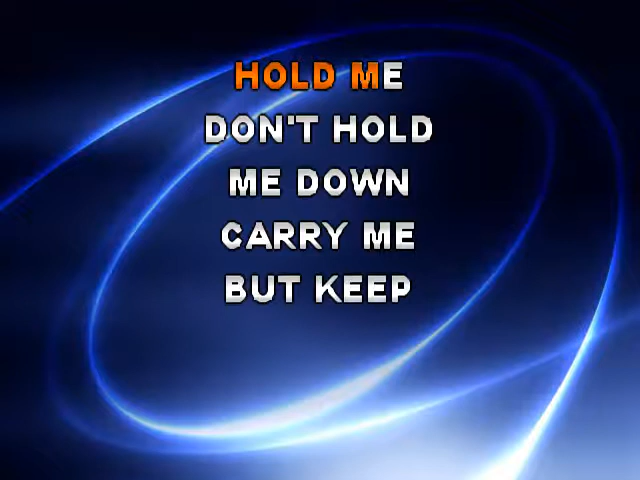 HOLD ME
DON'T HOLD
ME DOWN
CARRY ME
BUT KEEP